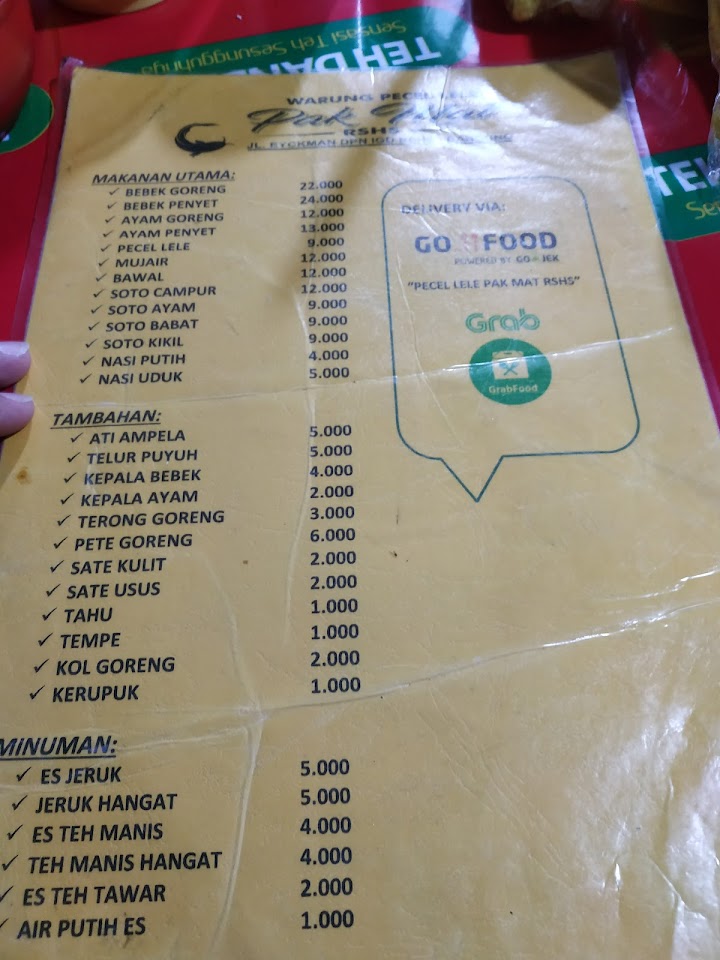 Sensasi Teh Sesungguhnya
WARUNG PECEL
Pak
RSHS
JL. EYCKMAN DPN IGD
MAKANAN UTAMA:
✓ BEBEK GORENG 22.000
✓ BEBEK PENYET 24.000
✓ AYAM GORENG 12.000
✓ AYAM PENYET 13.000
✓ PECEL LELE 9.000
✓ MUJAIR 12.000
✓ BAWAL 12.000
✓ SOTO CAMPUR 12.000
✓ SOTO AYAM 9.000
✓ SOTO BABAT 9.000
✓ SOTO KIKIL 9.000
✓ NASI PUTIH 4.000
✓ NASI UDUK 5.000
TAMBAHAN:
✓ ATI AMPELA 5.000
✓ TELUR PUYUH 5.000
✓ KEPALA BEBEK 4.000
✓ KEPALA AYAM 2.000
✓ TERONG GORENG 3.000
✓ PETE GORENG 6.000
✓ SATE KULIT 2.000
✓ SATE USUS 2.000
✓ TAHU 1.000
✓ TEMPE 1.000
✓ KOL GORENG 2.000
✓ KERUPUK 1.000
MINUMAN:
✓ ES JERUK 5.000
✓ JERUK HANGAT 5.000
✓ ES TEH MANIS 4.000
✓ TEH MANIS HANGAT 4.000
✓ ES TEH TAWAR 2.000
✓ AIR PUTIH ES 1.000
DELIVERY VIA:
GO FOOD
POWERED BY GO JEK
"PECEL LELE PAK MAT RSHS"
Grab
GrabFood